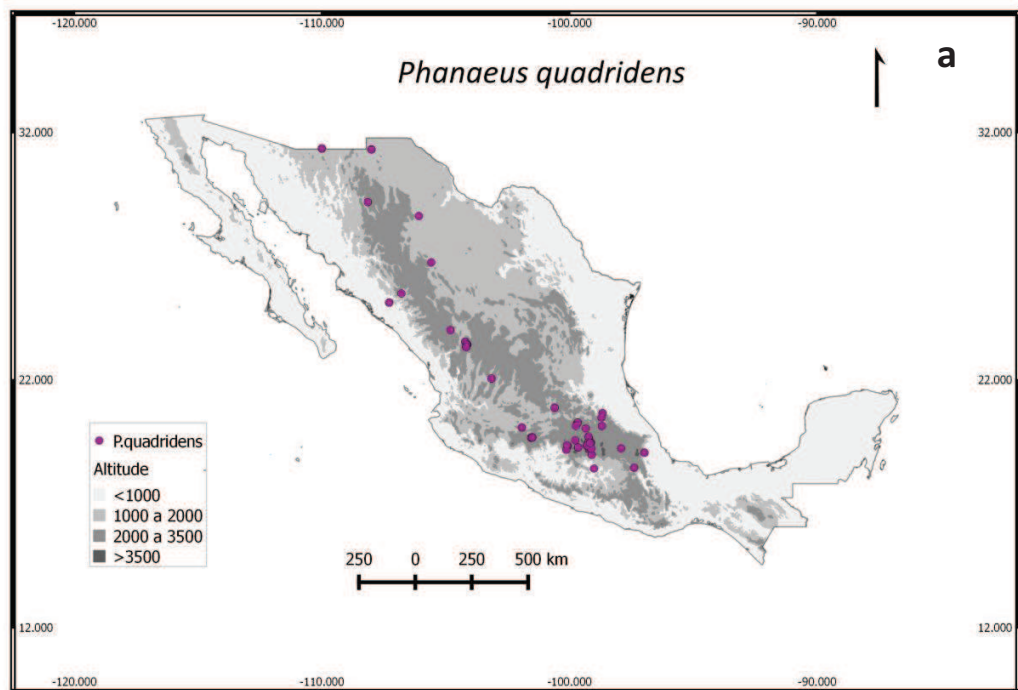 -120.000 -110.000 -100.000 -90.000
a
Phanaeus quadridens
32.000 32.000
22.000 22.000
P.quadridens
Altitude
<1000
1000 a 2000
2000 a 3500
>3500
250 0 250 500 km
12.000 12.000
-120.000 -110.000 -100.000 -90.000